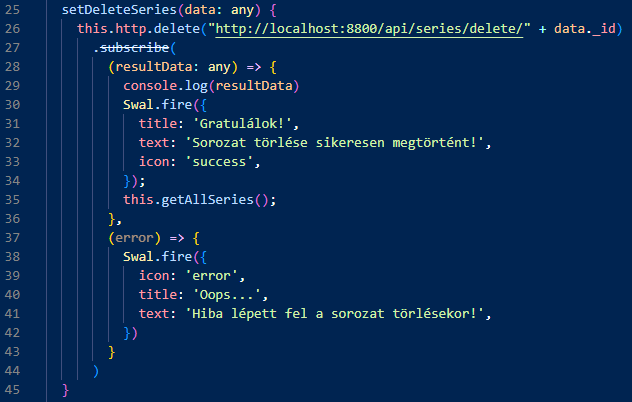 25 setDeleteSeries(data: any) {
26 this.http.delete("http://localhost:8800/api/series/delete/" + data._id)
27 .subscribe(
28 (resultData: any) => {
29 console.log(resultData)
30 Swal.fire({
31 title: 'Gratulálok!',
32 text: 'Sorozat törlése sikeresen megtörtént!',
33 icon: 'success',
34 });
35 this.getAllSeries();
36 },
37 (error) => {
38 Swal.fire({
39 icon: 'error',
40 title: 'Oops...',
41 text: 'Hiba lépett fel a sorozat törlésekor!',
42 })
43 }
44 )
45 }